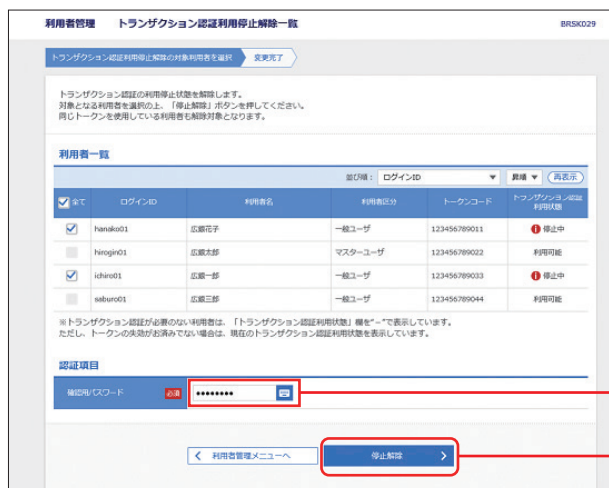 利用者管理 トランザクション認証利用停止解除一覧 BRSK029
トランザクション認証利用停止解除の対象利用者を選択 変更完了
トランザクション認証の利用停止状態を解除します。
対象となる利用者を選択の上、「停止解除」ボタンを押してください。
同じトークンを使用している利用者も解除対象となります。
利用者一覧
並び順： ログインID 昇順 再表示
全て ログインID 利用者名 利用者区分 トークンコード トランザクション認証
利用状態
hanako01 広銀花子 一般ユーザ 123456789011 停止中
hirogin01 広銀太郎 マスターユーザ 123456789022 利用可能
ichiro01 広銀一郎 一般ユーザ 123456789033 停止中
saburo01 広銀三郎 一般ユーザ 123456789044 利用可能
※トランザクション認証が必要のない利用者は、「トランザクション認証利用状態」欄を"－"で表示しています。
ただし、トークンの失効がお済みでない場合は、現在のトランザクション認証利用状態を表示しています。
認証項目
確認用パスワード 必須 ●●●●●●●●
利用者管理メニューへ 停止解除